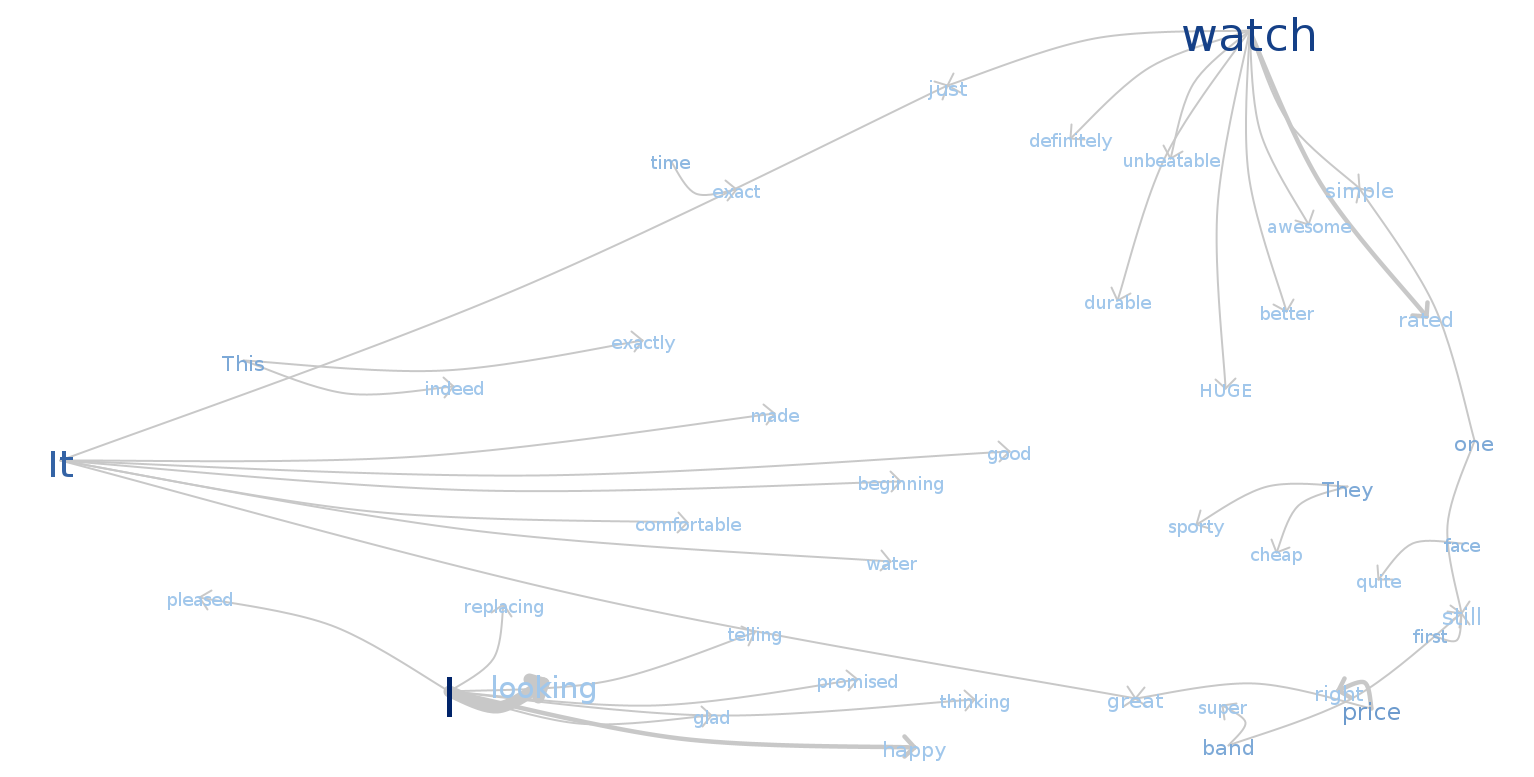 watch
just
definitely
time
unbeatable
exact
simple
awesome
durable
better
rated
exactly
This
indeed
HUGE
made
one
good
It
beginning
They
comfortable
sporty
face
cheap
water
quite
pleased
replacing
still
telling
first
looking
promised
right
I
thinking
great
super
price
glad
band
happy